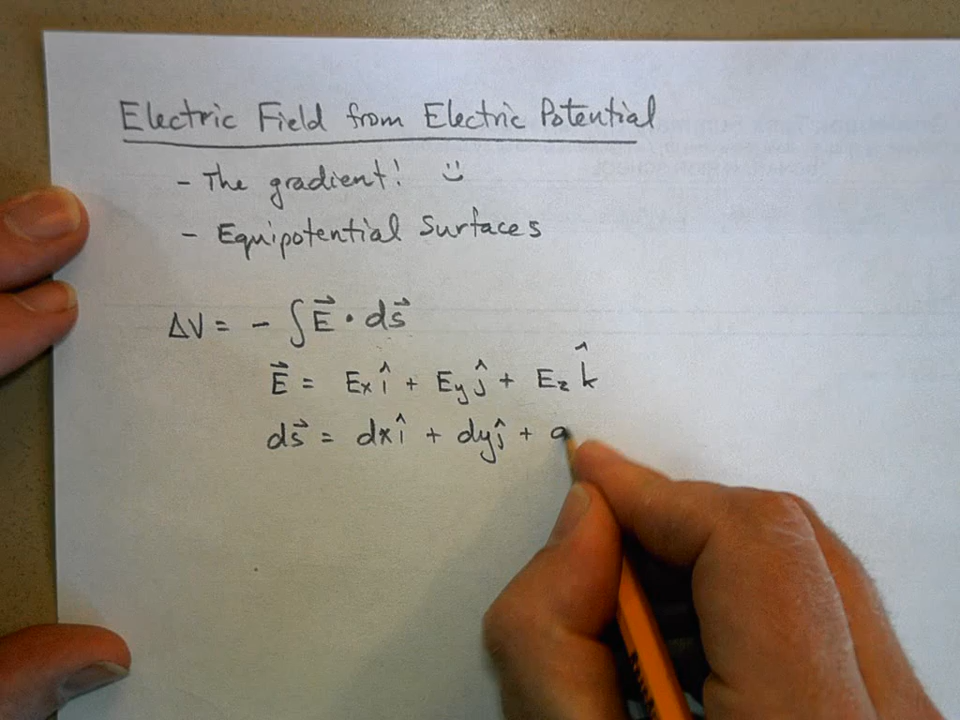 Electric Field from Electric Potential
- The gradient! :)
- Equipotential Surfaces
ΔV = - ∫ E⃗ • ds⃗
E⃗ = Ex î + Ey ĵ + Ez k̂
ds⃗ = dx î + dy ĵ +